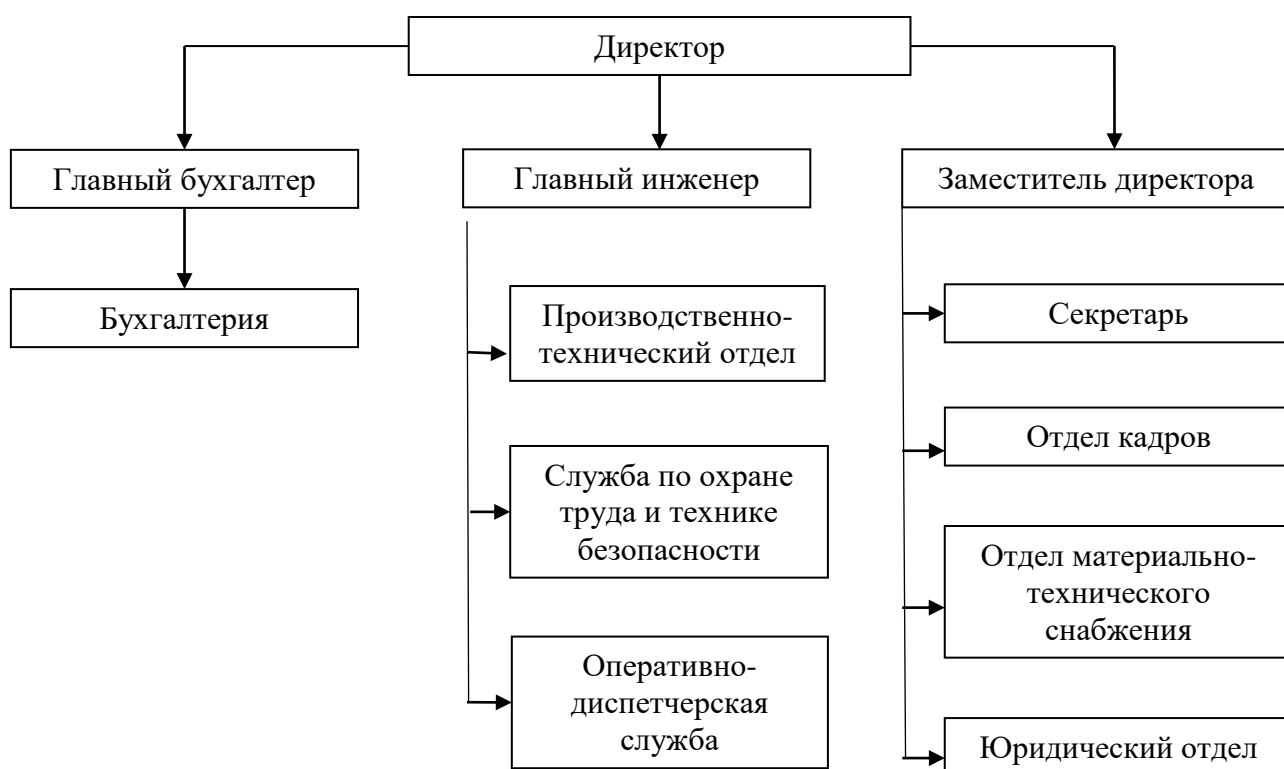 Директор
Главный бухгалтер
Главный инженер
Заместитель директора
Бухгалтерия
Производственно-
технический отдел
Служба по охране
труда и технике
безопасности
Оперативно-
диспетчерская
служба
Секретарь
Отдел кадров
Отдел материально-
технического
снабжения
Юридический отдел